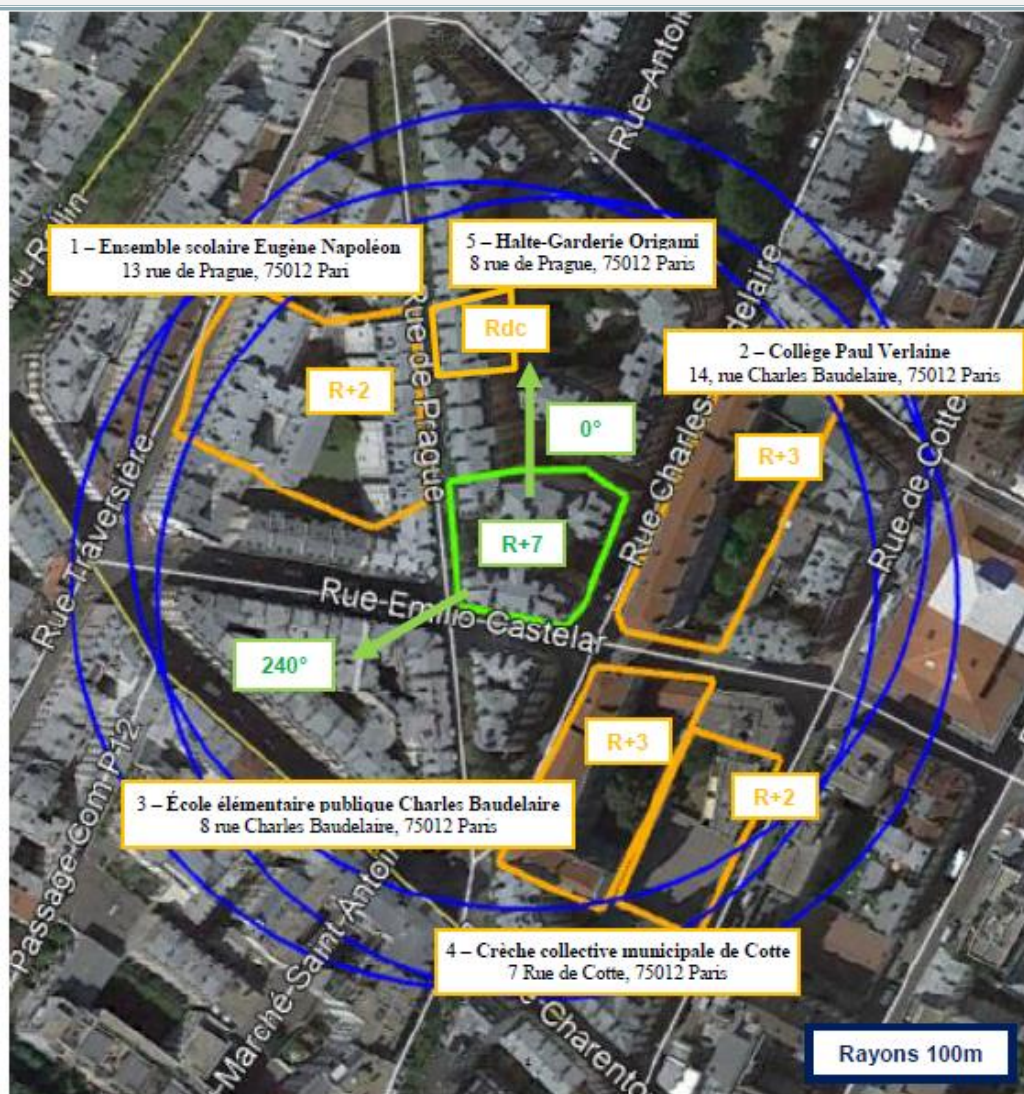 Rue-Antoi
1 – Ensemble scolaire Eugène Napoléon
13 rue de Prague, 75012 Pari
5 – Halte-Garderie Origami
8 rue de Prague, 75012 Paris
Rdc
2 – Collège Paul Verlaine
14, rue Charles Baudelaire, 75012 Paris
R+2
Rue-de-Prague
0°
R+3
Rue-Charles-
delaire
Rue-de-Cotte
R+7
Rue-Traversière
Rue-Emilio-Castelar
240°
R+3
R+2
3 – École élémentaire publique Charles Baudelaire
8 rue Charles Baudelaire, 75012 Paris
-Passage-Com-P12
4 – Crèche collective municipale de Cotte
7 Rue de Cotte, 75012 Paris
-Marché-Saint-Antoi
-Charento
Rayons 100m